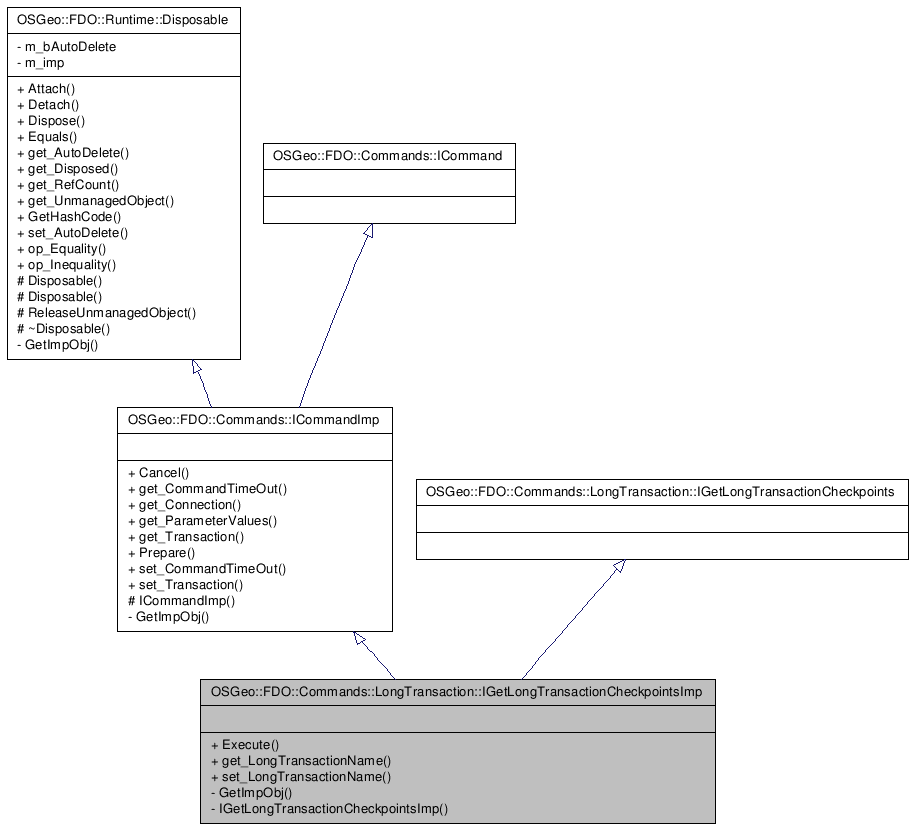 OSGeo::FDO::Runtime::Disposable
- m_bAutoDelete
- m_imp
+ Attach()
+ Detach()
+ Dispose()
+ Equals()
+ get_AutoDelete()
+ get_Disposed()
+ get_RefCount()
+ get_UnmanagedObject()
+ GetHashCode()
+ set_AutoDelete()
+ op_Equality()
+ op_Inequality()
# Disposable()
# Disposable()
# ReleaseUnmanagedObject()
# ~Disposable()
- GetImpObj()
OSGeo::FDO::Commands::ICommand
OSGeo::FDO::Commands::ICommandImp
+ Cancel()
+ get_CommandTimeOut()
+ get_Connection()
+ get_ParameterValues()
+ get_Transaction()
+ Prepare()
+ set_CommandTimeOut()
+ set_Transaction()
# ICommandImp()
- GetImpObj()
OSGeo::FDO::Commands::LongTransaction::IGetLongTransactionCheckpoints
OSGeo::FDO::Commands::LongTransaction::IGetLongTransactionCheckpointsImp
+ Execute()
+ get_LongTransactionName()
+ set_LongTransactionName()
- GetImpObj()
- IGetLongTransactionCheckpointsImp()